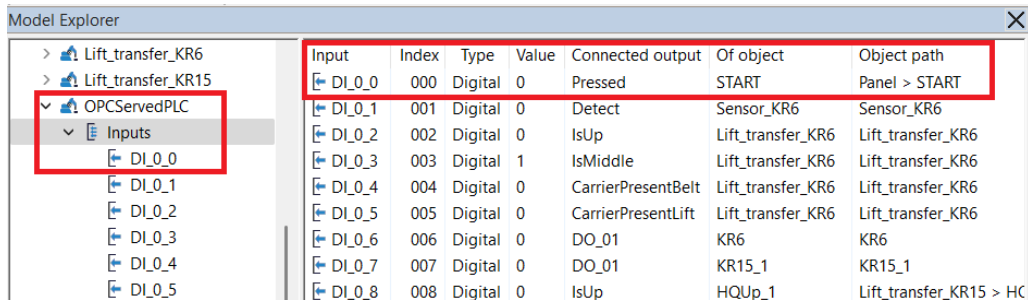 Model Explorer
Lift_transfer_KR6
Lift_transfer_KR15
OPCServedPLC
Inputs
DI_0_0
DI_0_1
DI_0_2
DI_0_3
DI_0_4
DI_0_5
Input Index Type Value Connected output Of object Object path
DI_0_0 000 Digital 0 Pressed START Panel > START
DI_0_1 001 Digital 0 Detect Sensor_KR6 Sensor_KR6
DI_0_2 002 Digital 0 IsUp Lift_transfer_KR6 Lift_transfer_KR6
DI_0_3 003 Digital 1 IsMiddle Lift_transfer_KR6 Lift_transfer_KR6
DI_0_4 004 Digital 0 CarrierPresentBelt Lift_transfer_KR6 Lift_transfer_KR6
DI_0_5 005 Digital 0 CarrierPresentLift Lift_transfer_KR6 Lift_transfer_KR6
DI_0_6 006 Digital 0 DO_01 KR6 KR6
DI_0_7 007 Digital 0 DO_01 KR15_1 KR15_1
DI_0_8 008 Digital 0 IsUp HQUp_1 Lift_transfer_KR15 >